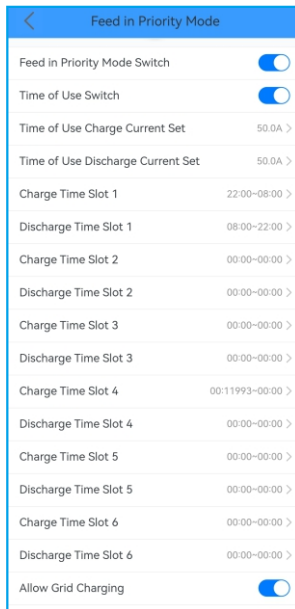 Feed in Priority Mode
Feed in Priority Mode Switch
Time of Use Switch
Time of Use Charge Current Set 50.0A
Time of Use Discharge Current Set 50.0A
Charge Time Slot 1 22:00~08:00
Discharge Time Slot 1 08:00~22:00
Charge Time Slot 2 00:00~00:00
Discharge Time Slot 2 00:00~00:00
Charge Time Slot 3 00:00~00:00
Discharge Time Slot 3 00:00~00:00
Charge Time Slot 4 00:11993~00:00
Discharge Time Slot 4 00:00~00:00
Charge Time Slot 5 00:00~00:00
Discharge Time Slot 5 00:00~00:00
Charge Time Slot 6 00:00~00:00
Discharge Time Slot 6 00:00~00:00
Allow Grid Charging